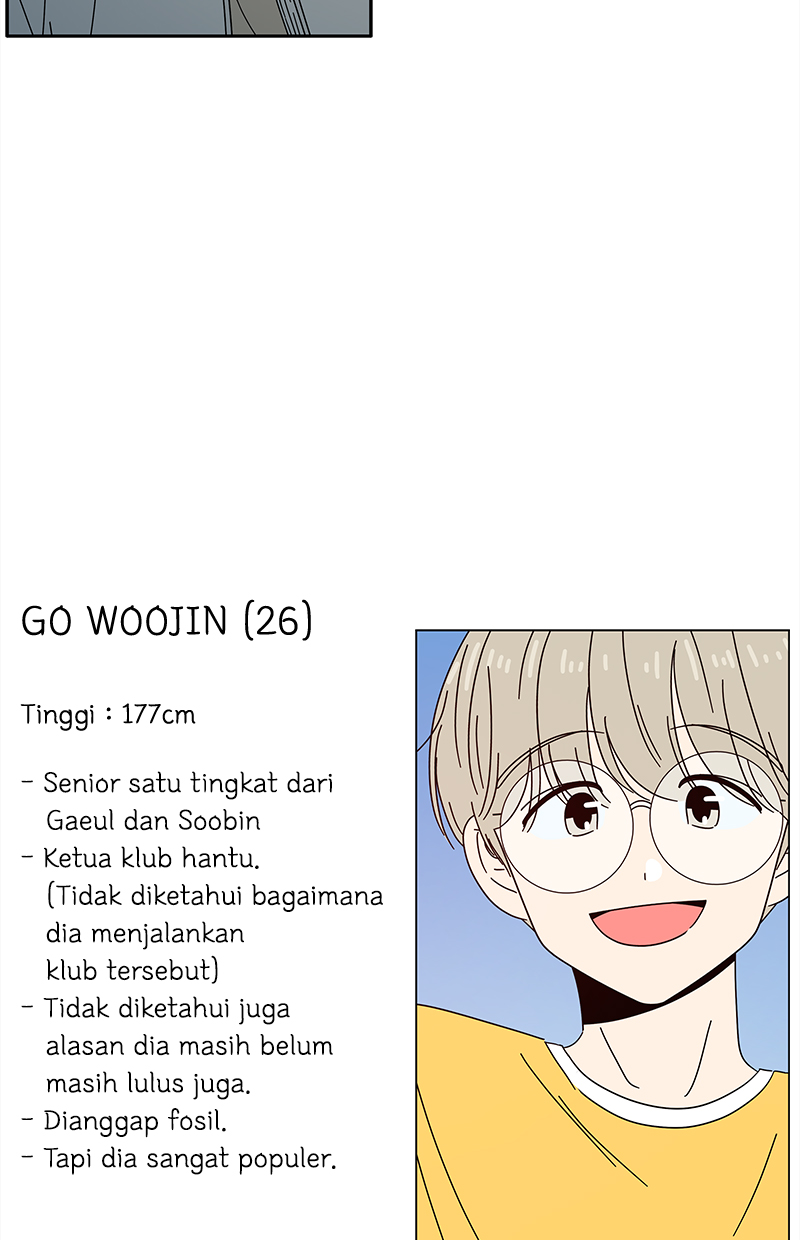 GO WOOJIN (26)
Tinggi : 177cm
- Senior satu tingkat dari
Gaeul dan Soobin
- Ketua klub hantu.
(Tidak diketahui bagaimana
dia menjalankan
klub tersebut)
- Tidak diketahui juga
alasan dia masih belum
masih lulus juga.
- Dianggap fosil.
- Tapi dia sangat populer.